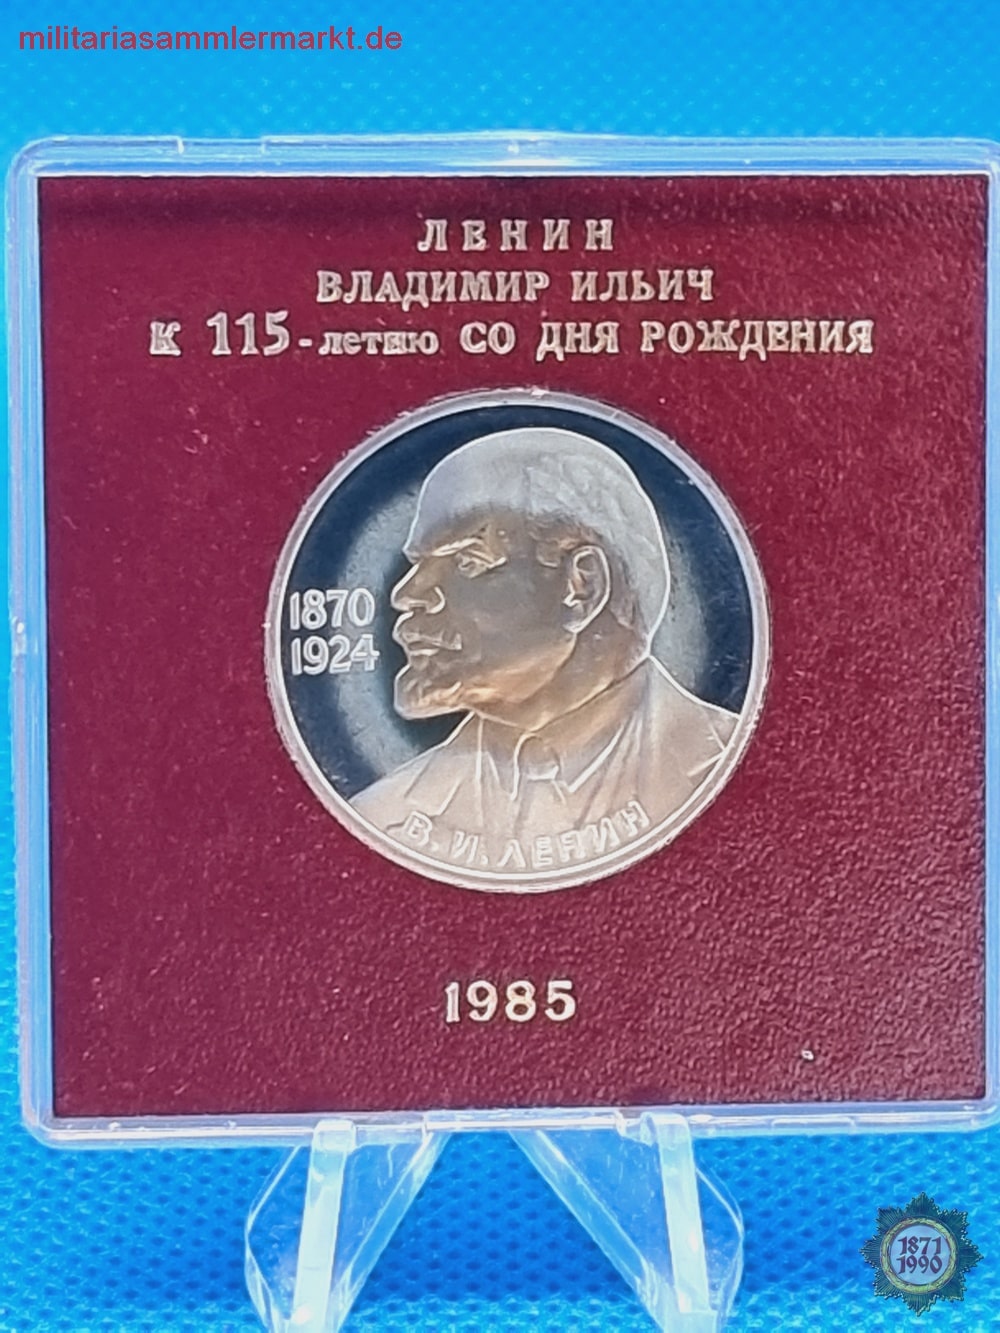 militariasammlermarkt.de
ЛЕНИН
ВЛАДИМИР ИЛЬИЧ
К 115-летию СО ДНЯ РОЖДЕНИЯ
1870
1924
В.И.ЛЕНИН
1985
1871
1990